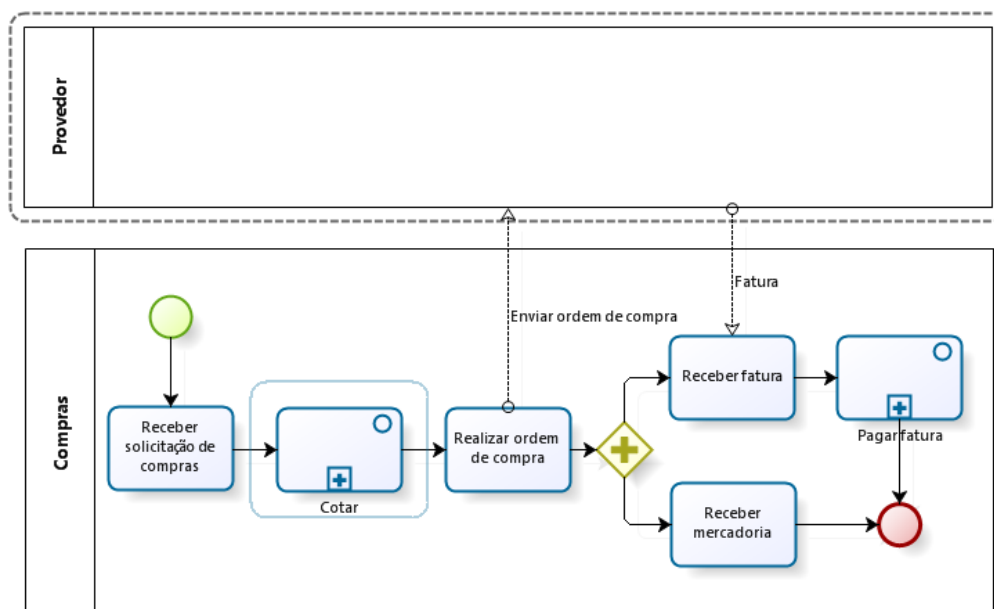 Provedor
Compras
Receber
solicitação de
compras
Cotar
Realizar ordem
de compra
Enviar ordem de compra
Fatura
Receber fatura
Pagar fatura
Receber
mercadoria